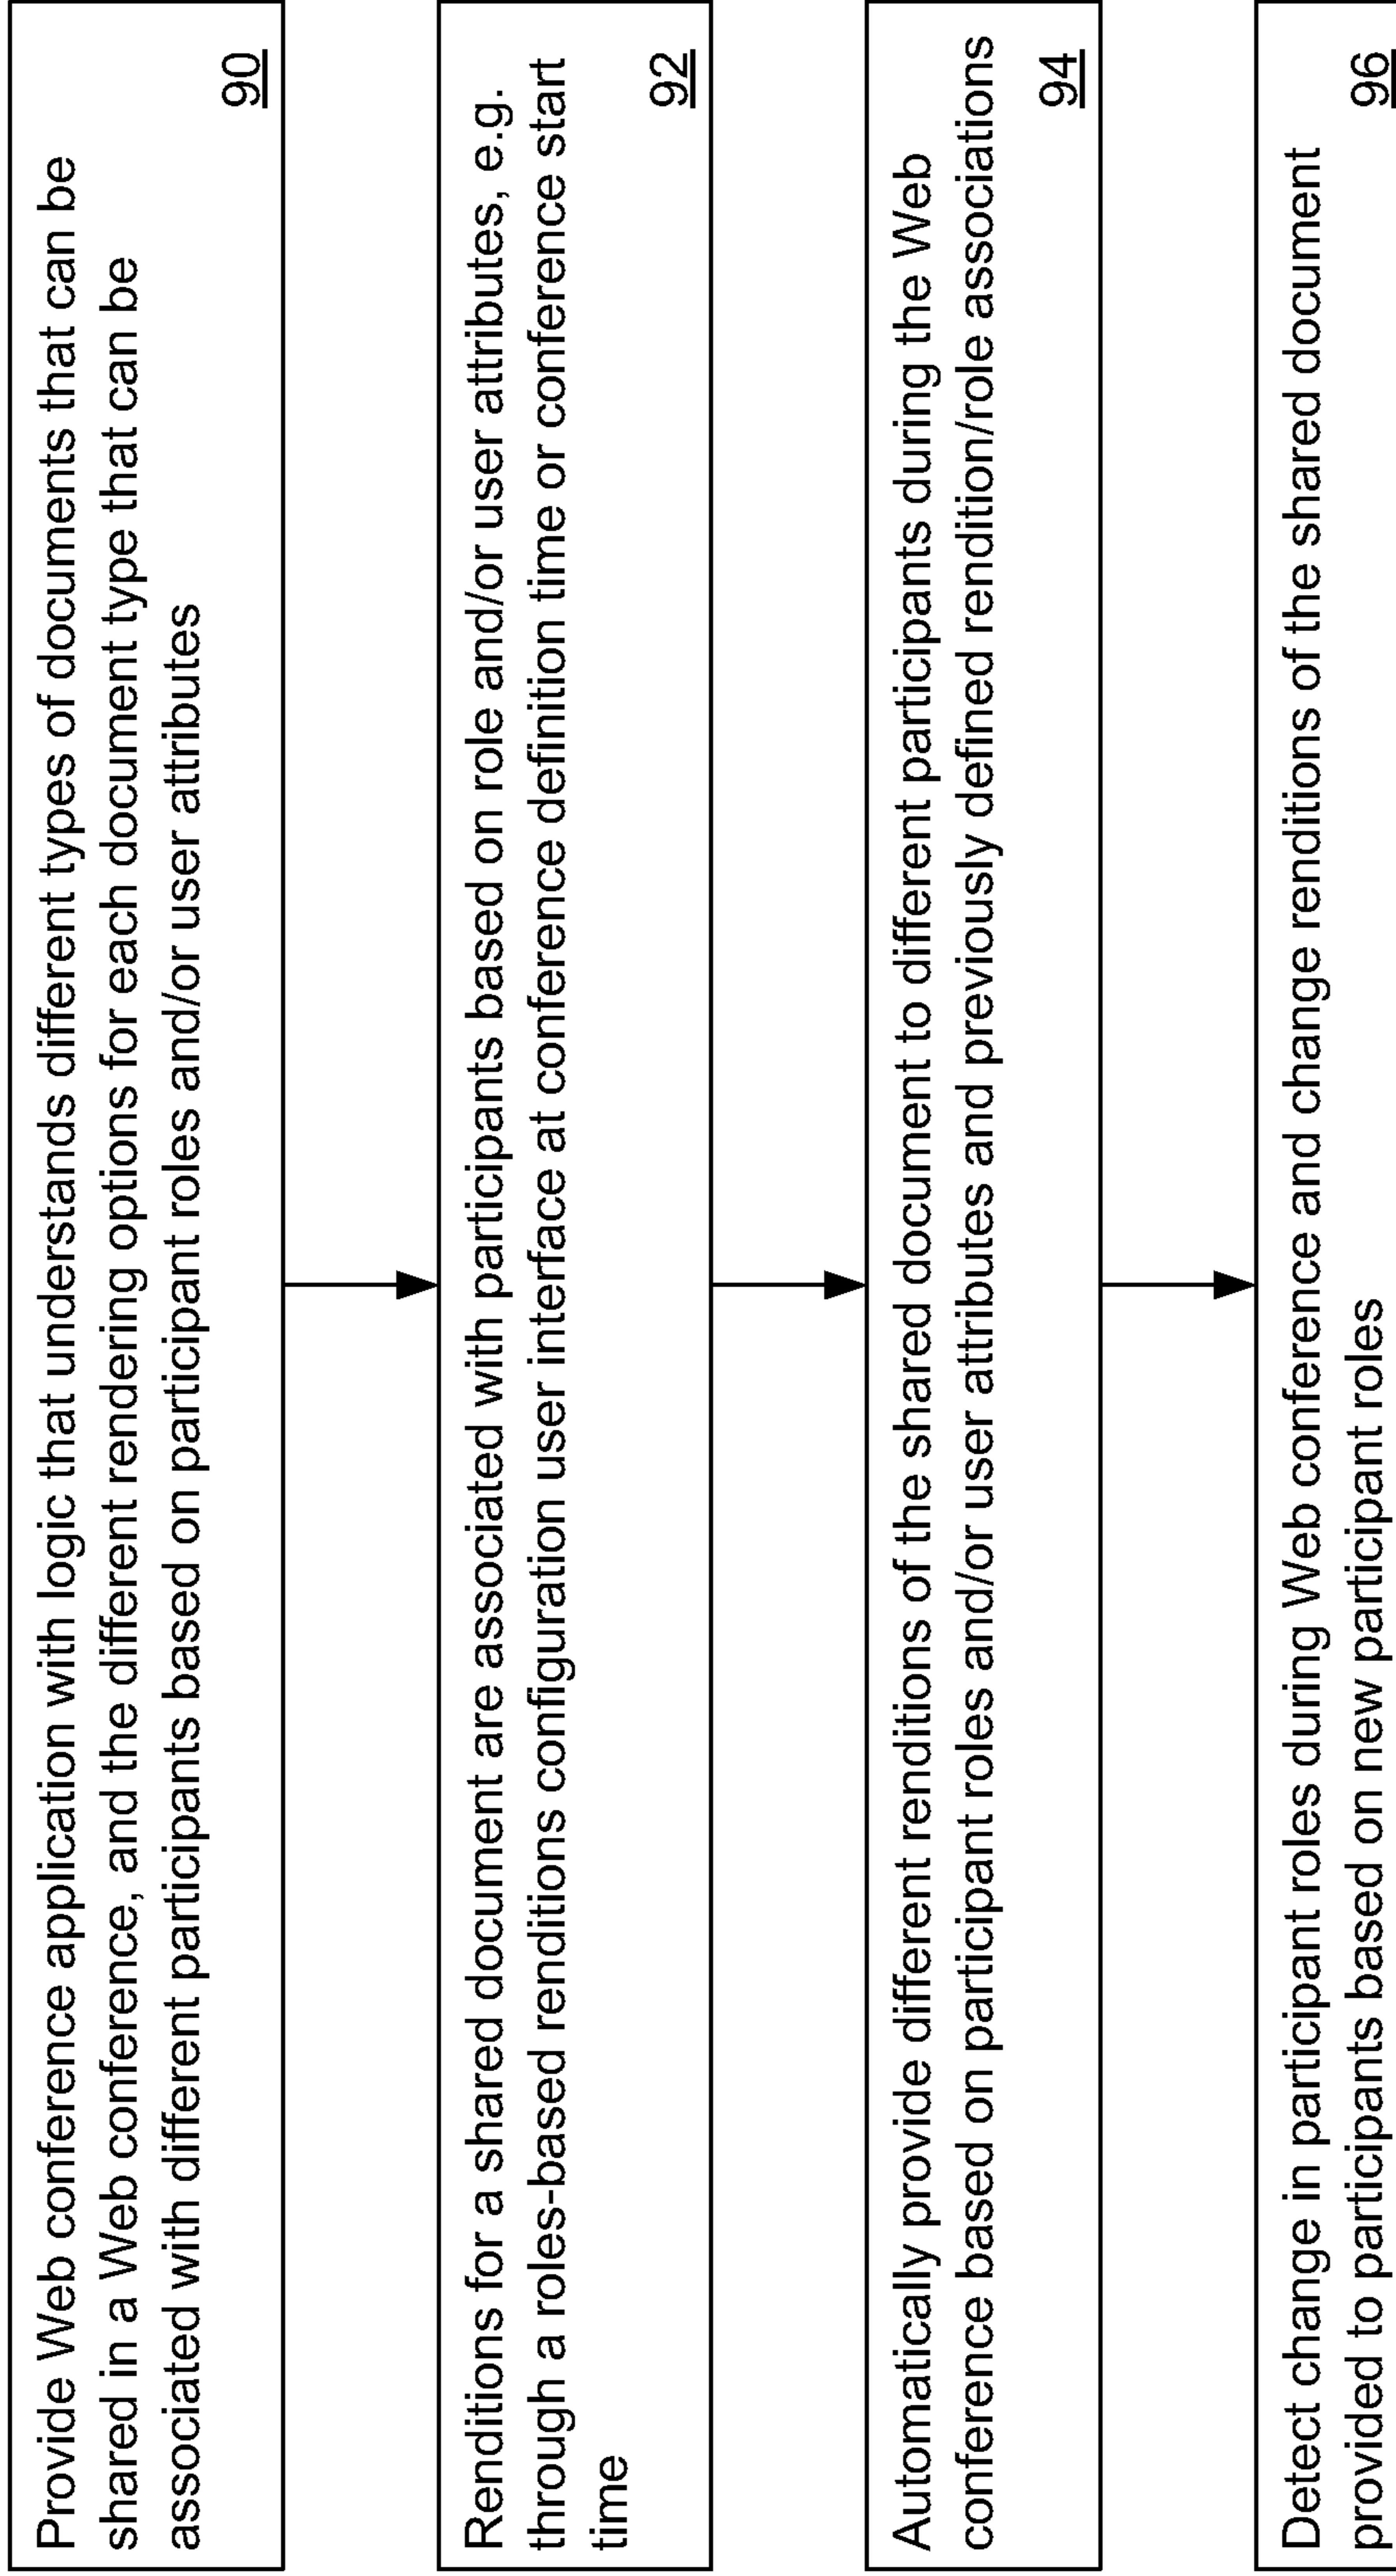 Provide Web conference application with logic that understands different types of documents that can be
shared in a Web conference, and the different rendering options for each document type that can be
associated with different participants based on participant roles and/or user attributes
90
Renditions for a shared document are associated with participants based on role and/or user attributes, e.g.
through a roles-based renditions configuration user interface at conference definition time or conference start
time
92
Automatically provide different renditions of the shared document to different participants during the Web
conference based on participant roles and/or user attributes and previously defined rendition/role associations
94
Detect change in participant roles during Web conference and change renditions of the shared document
provided to participants based on new participant roles
96